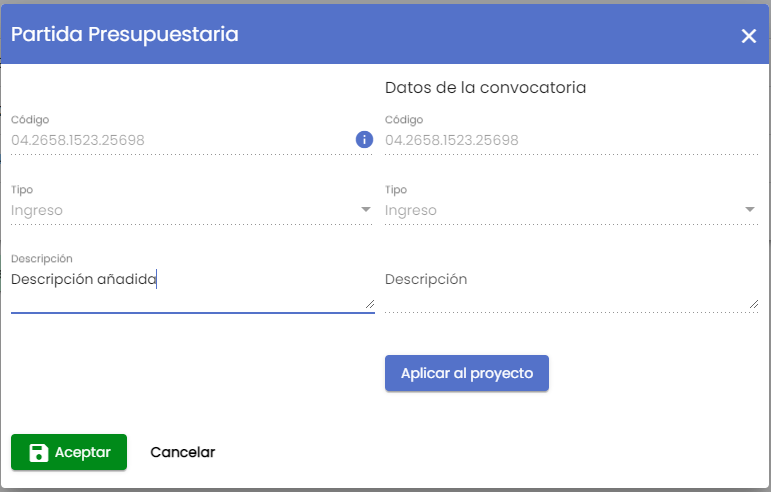 Partida Presupuestaria
Datos de la convocatoria
Código
04.2658.1523.25698
Código
04.2658.1523.25698
Tipo
Ingreso
Tipo
Ingreso
Descripción
Descripción añadida
Descripción
Aplicar al proyecto
Aceptar
Cancelar